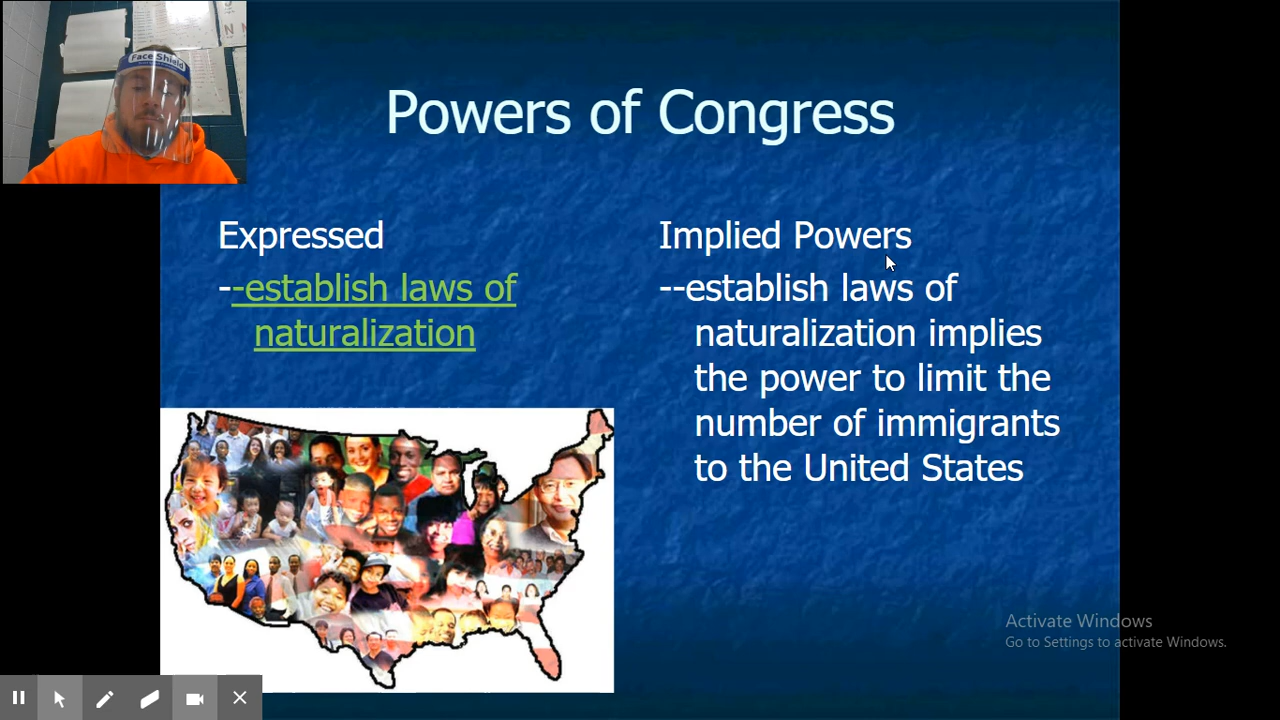 Face Shield
Powers of Congress
Expressed
--establish laws of
naturalization
Implied Powers
--establish laws of
naturalization implies
the power to limit the
number of immigrants
to the United States
Activate Windows
Go to Settings to activate Windows.